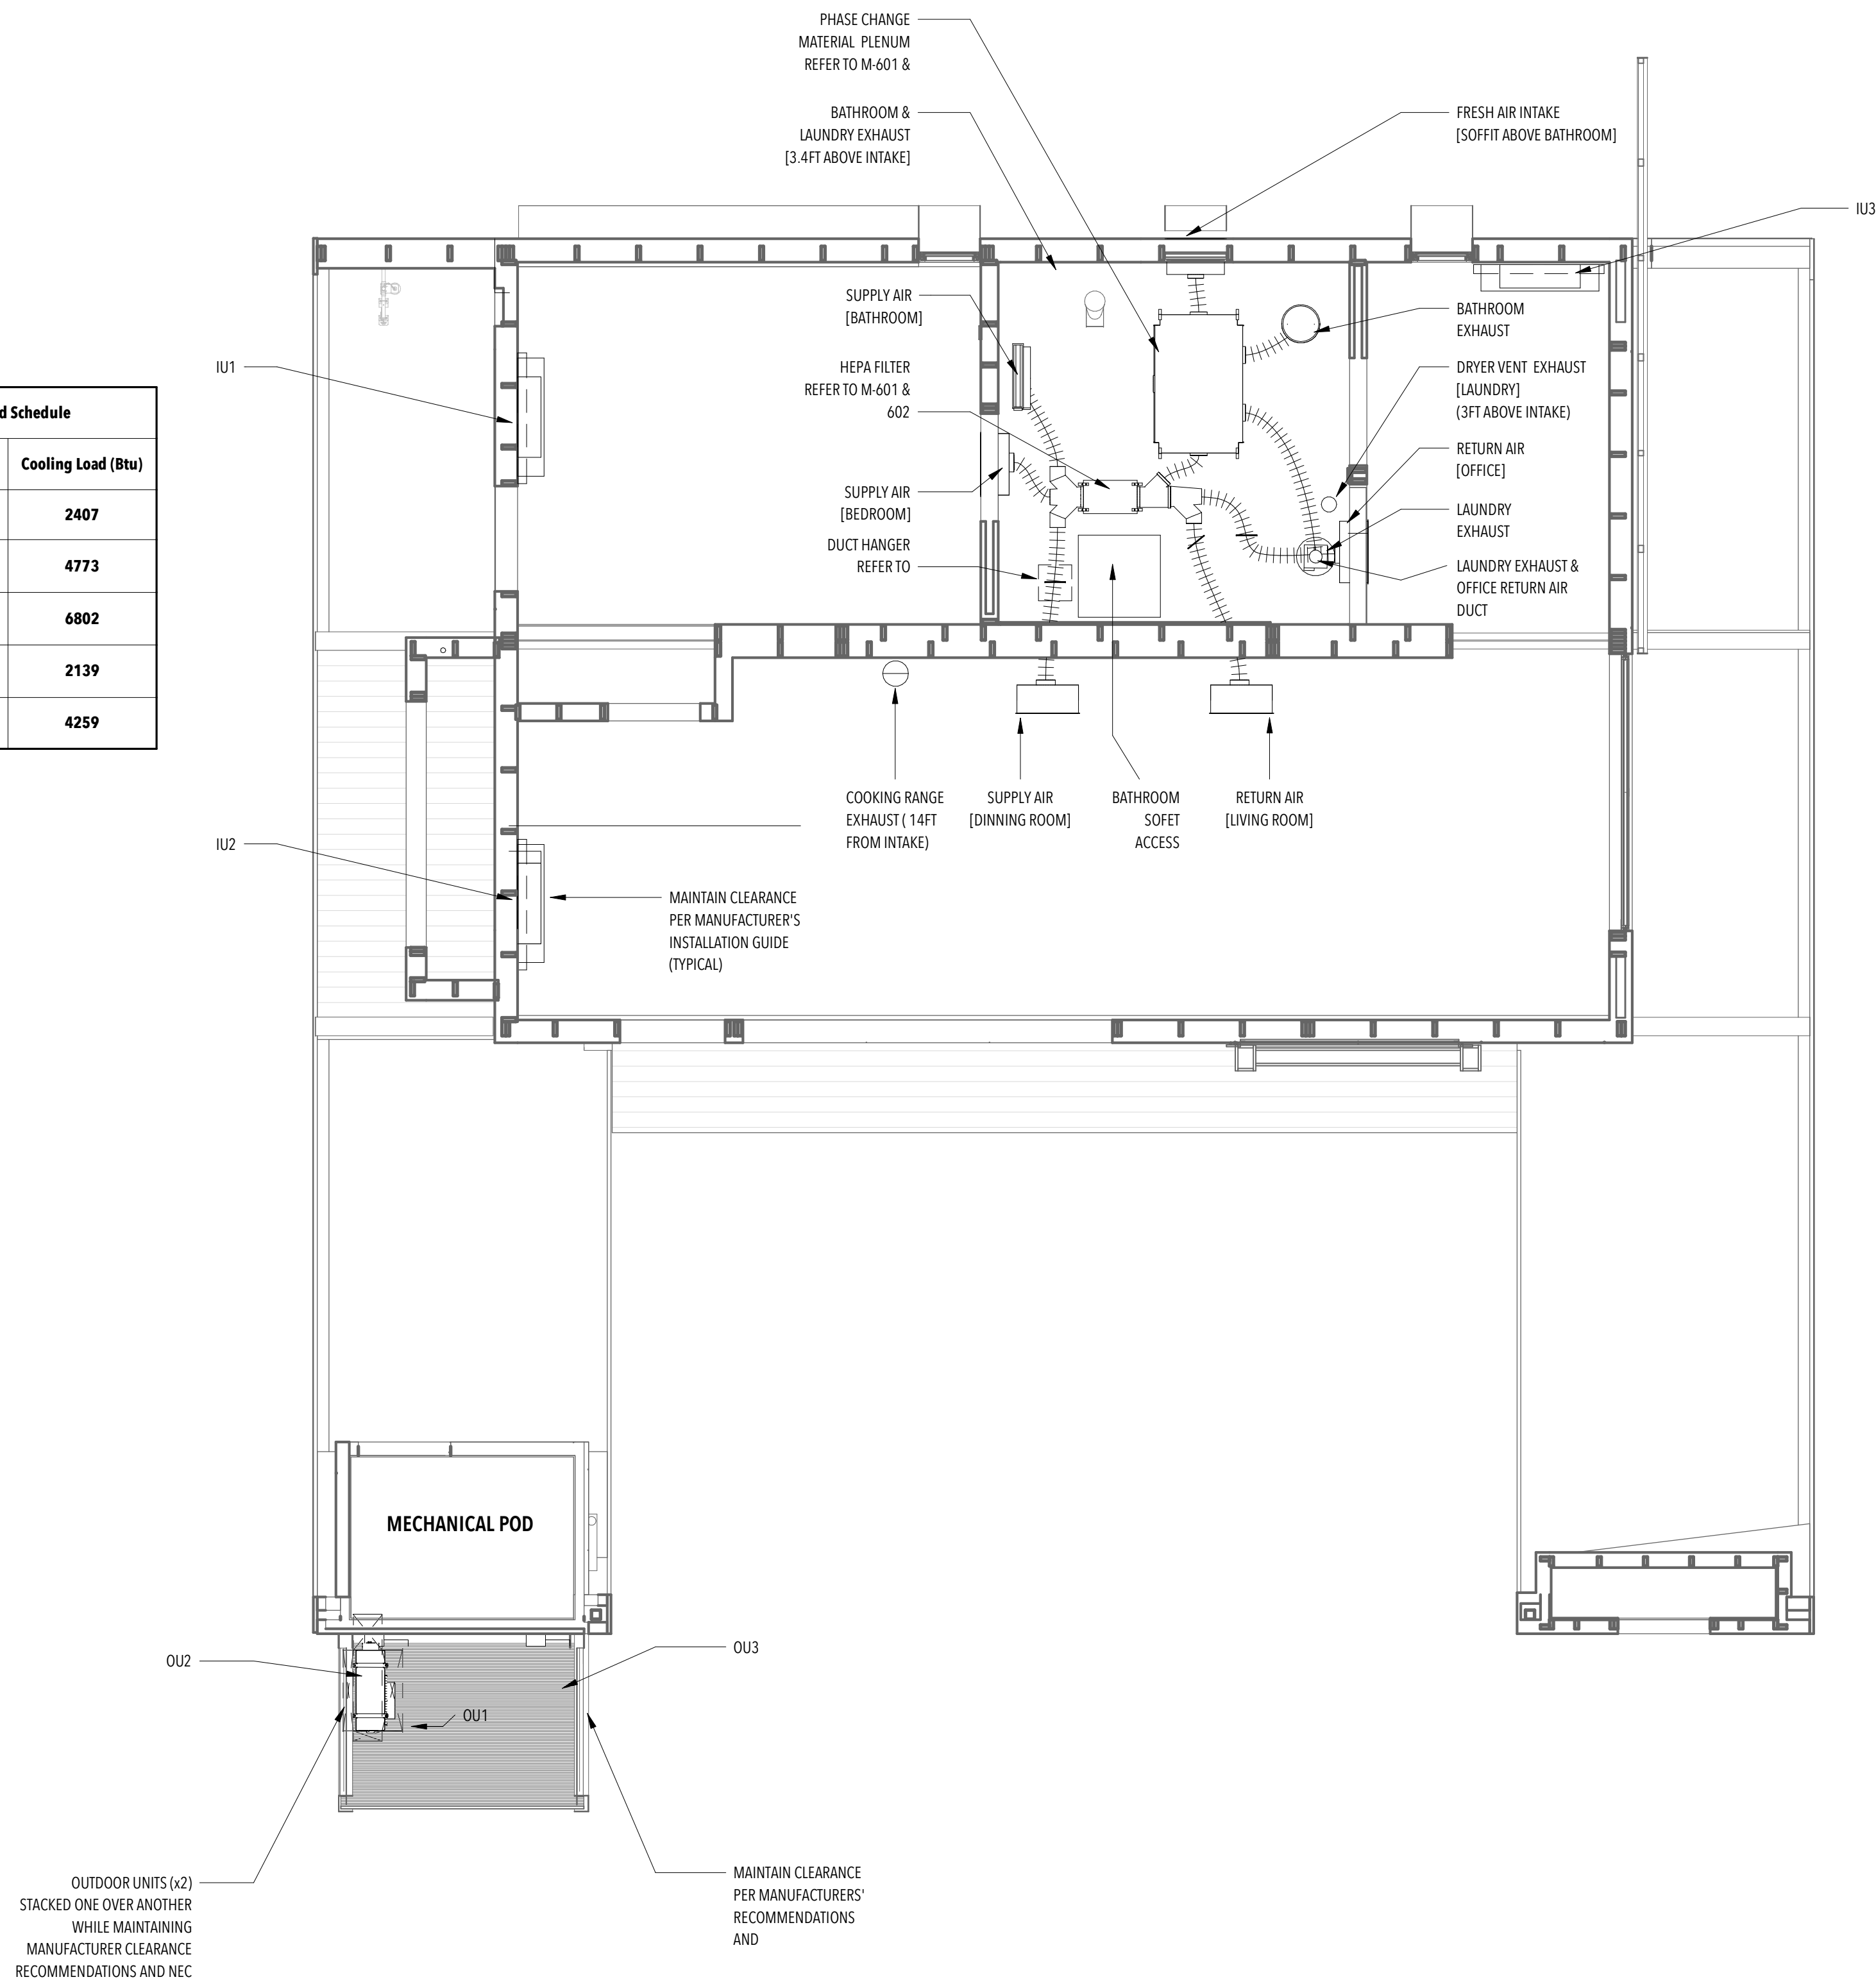 PHASE CHANGE
MATERIAL PLENUM
REFER TO M-601 &
BATHROOM &
LAUNDRY EXHAUST
[3.4FT ABOVE INTAKE]
FRESH AIR INTAKE
[SOFFIT ABOVE BATHROOM]
IU3
SUPPLY AIR
[BATHROOM]
BATHROOM
EXHAUST
IU1
HEPA FILTER
REFER TO M-601 &
602
DRYER VENT EXHAUST
[LAUNDRY]
(3FT ABOVE INTAKE)
d Schedule
Cooling Load (Btu)
2407
4773
6802
2139
4259
RETURN AIR
[OFFICE]
SUPPLY AIR
[BEDROOM]
LAUNDRY
EXHAUST
DUCT HANGER
REFER TO
LAUNDRY EXHAUST &
OFFICE RETURN AIR
DUCT
COOKING RANGE
EXHAUST ( 14FT
FROM INTAKE)
SUPPLY AIR
[DINNING ROOM]
BATHROOM
SOFET
ACCESS
RETURN AIR
[LIVING ROOM]
IU2
MAINTAIN CLEARANCE
PER MANUFACTURER'S
INSTALLATION GUIDE
(TYPICAL)
MECHANICAL POD
OU2
OU3
OU1
OUTDOOR UNITS (x2)
STACKED ONE OVER ANOTHER
WHILE MAINTAINING
MANUFACTURER CLEARANCE
RECOMMENDATIONS AND NEC
MAINTAIN CLEARANCE
PER MANUFACTURERS'
RECOMMENDATIONS
AND